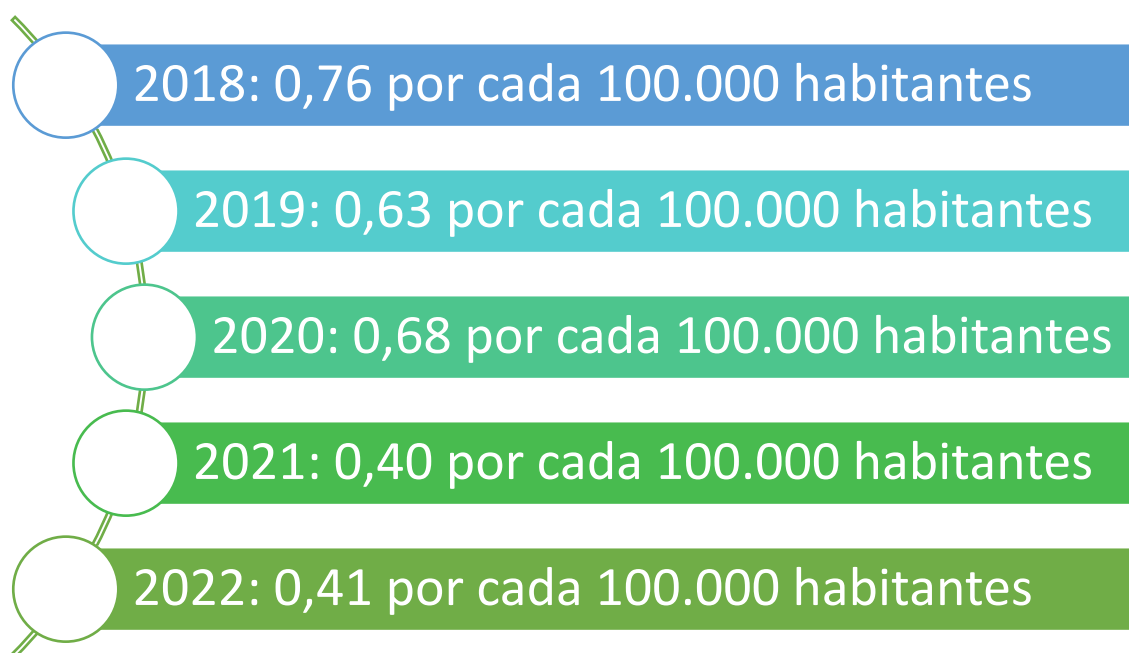 2018: 0,76 por cada 100.000 habitantes
2019: 0,63 por cada 100.000 habitantes
2020: 0,68 por cada 100.000 habitantes
2021: 0,40 por cada 100.000 habitantes
2022: 0,41 por cada 100.000 habitantes